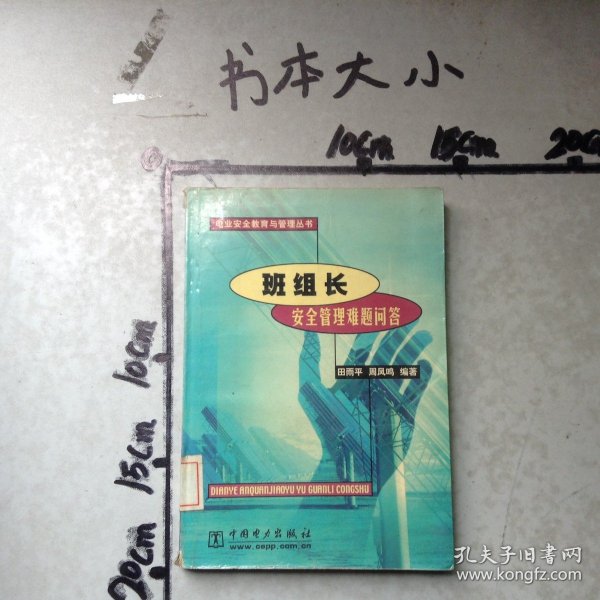 书本大小
10cm 15cm 20cm
10cm
15cm
20cm
电业安全教育与管理丛书
班组长
安全管理难题问答
田雨平 周凤鸣 编著
DIANYE ANQUANJIAOYU YU GUANLI CONGSHU
中国电力出版社
www.cepp.com.cn
孔夫子旧书网
www.kongfz.com